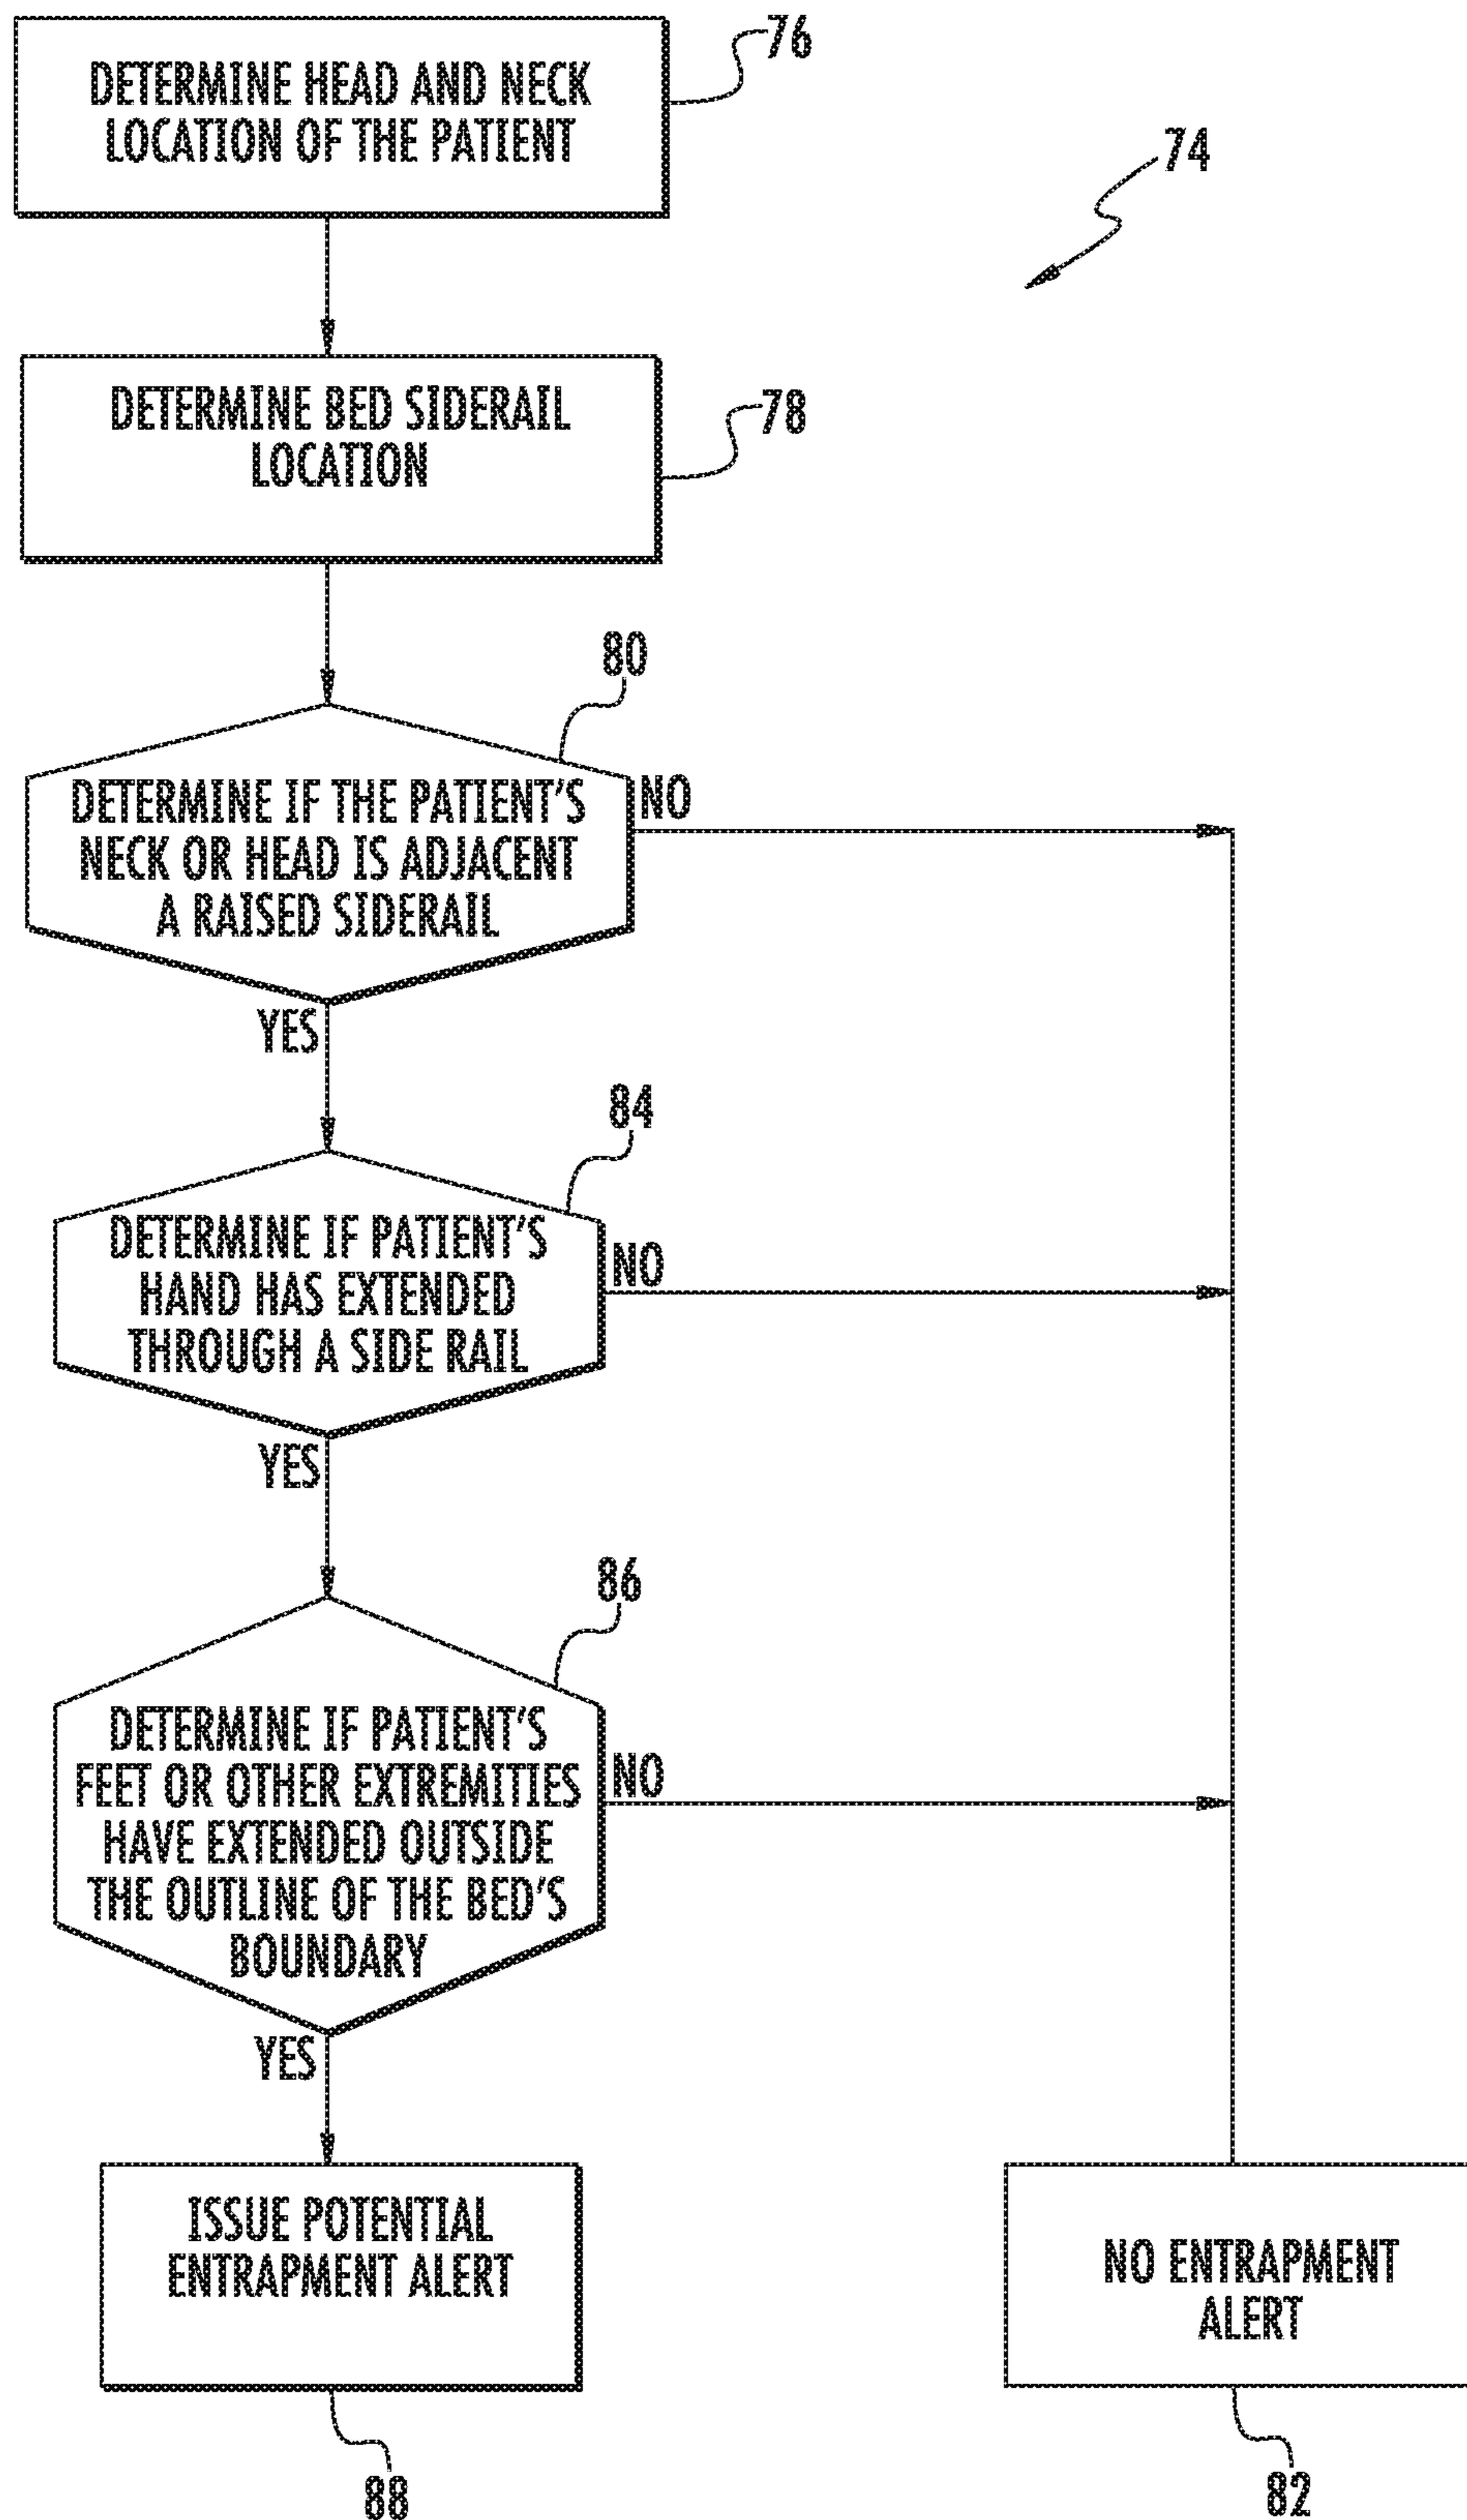 76
DETERMINE HEAD AND NECK
LOCATION OF THE PATIENT
74
DETERMINE BED SIDERAIL
LOCATION
78
80
DETERMINE IF THE PATIENT'S
NECK OR HEAD IS ADJACENT
A RAISED SIDERAIL
NO
YES
84
DETERMINE IF PATIENT'S
HAND HAS EXTENDED
THROUGH A SIDE RAIL
NO
YES
86
DETERMINE IF PATIENT'S
FEET OR OTHER EXTREMITIES
HAVE EXTENDED OUTSIDE
THE OUTLINE OF THE BED'S
BOUNDARY
NO
YES
ISSUE POTENTIAL
ENTRAPMENT ALERT
NO ENTRAPMENT
ALERT
88
82